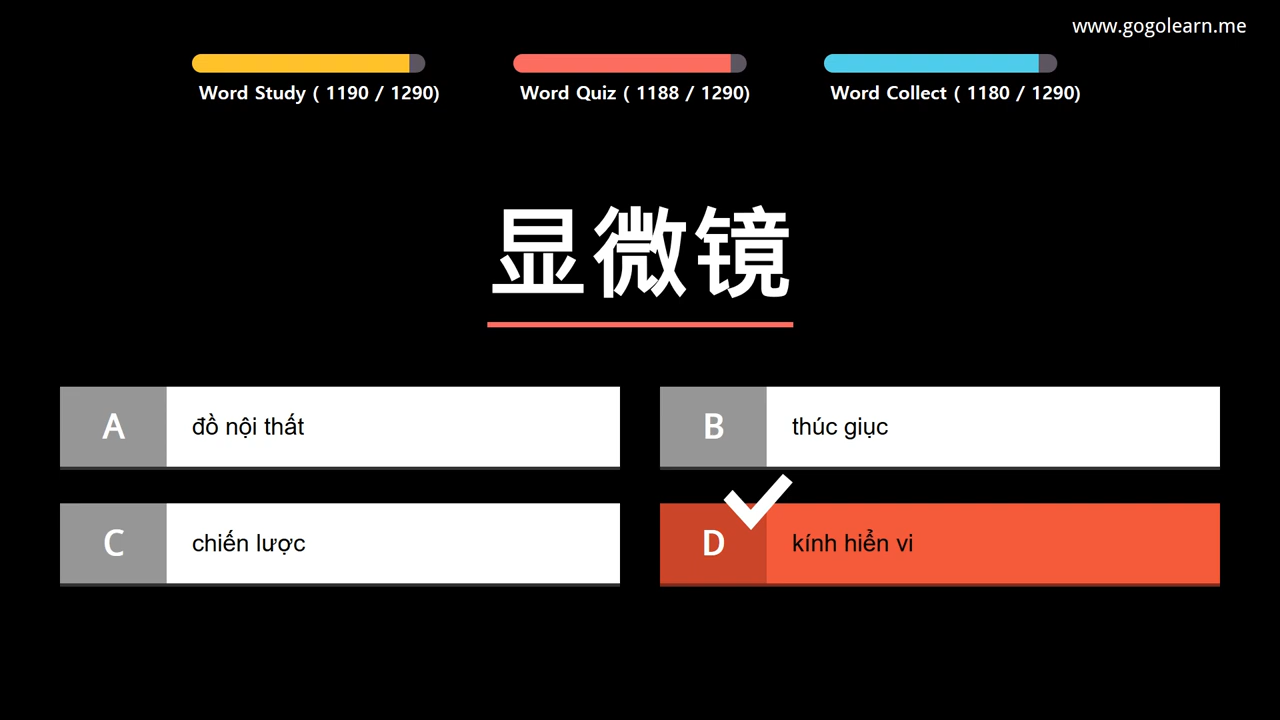 www.gogolearn.me
Word Study ( 1190 / 1290)
Word Quiz ( 1188 / 1290)
Word Collect ( 1180 / 1290)
显微镜
A đồ nội thất
B thúc giục
C chiến lược
D kính hiển vi